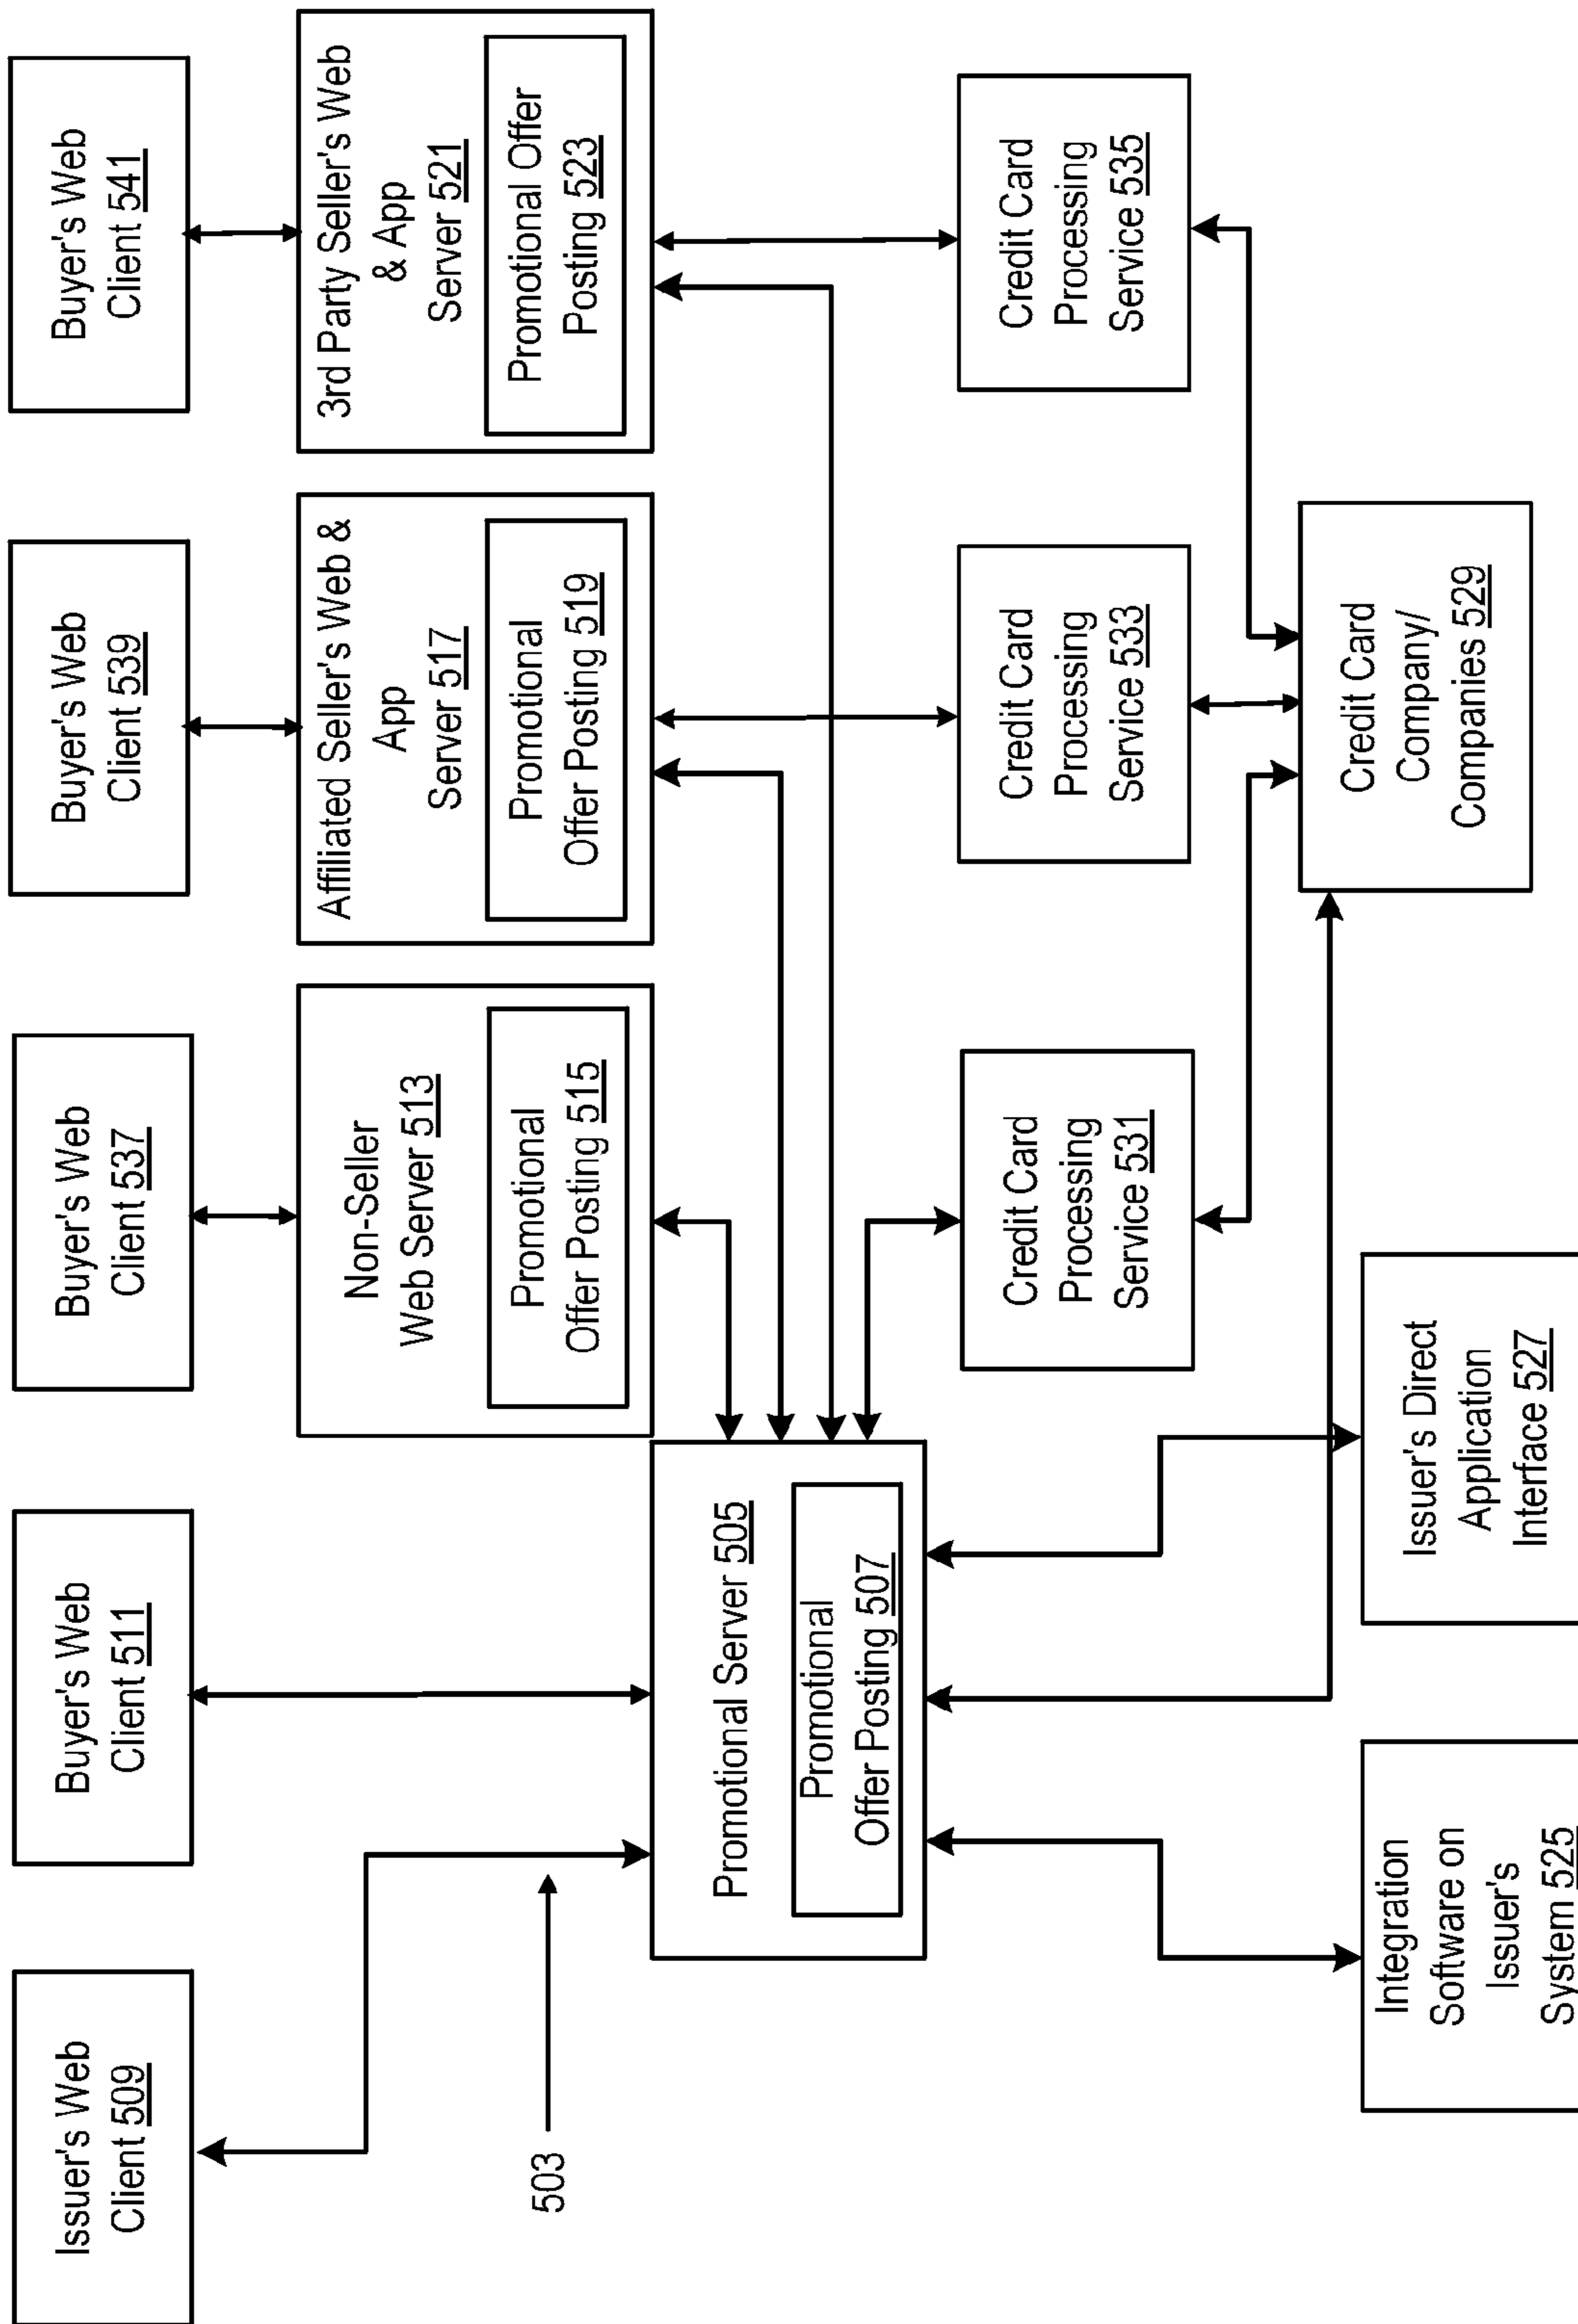 Issuer's Web
Client 509
Buyer's Web
Client 511
Buyer's Web
Client 537
Buyer's Web
Client 539
Buyer's Web
Client 541
Non-Seller
Web Server 513
Promotional
Offer Posting 515
Affiliated Seller's Web &
App
Server 517
Promotional
Offer Posting 519
3rd Party Seller's Web
& App
Server 521
Promotional Offer
Posting 523
503
Promotional Server 505
Promotional
Offer Posting 507
Credit Card
Processing
Service 531
Credit Card
Processing
Service 533
Credit Card
Processing
Service 535
Integration
Software on
Issuer's
System 525
Issuer's Direct
Application
Interface 527
Credit Card
Company/
Companies 529